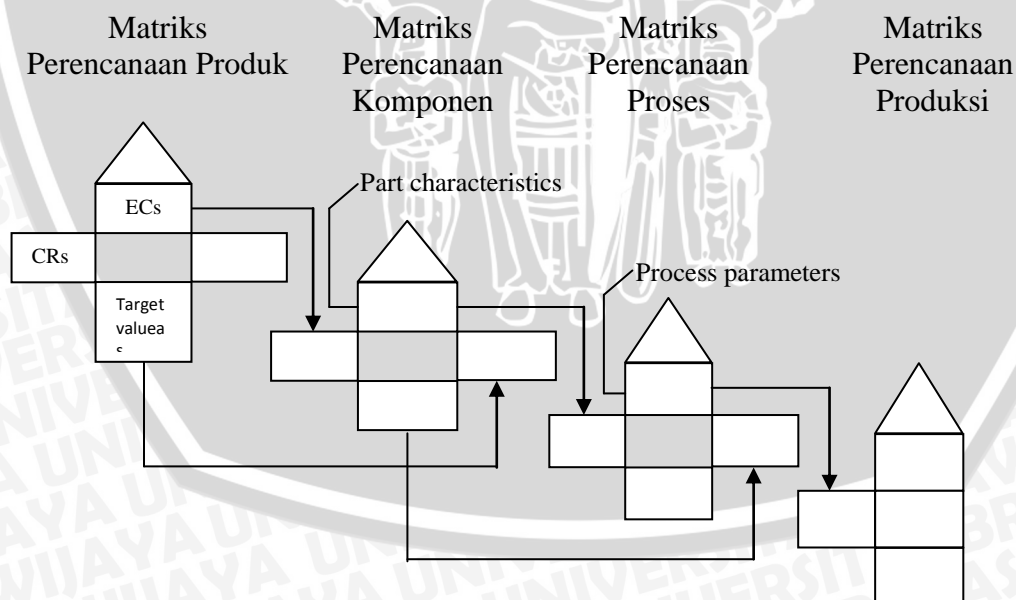 Matriks
Perencanaan Produk
Matriks
Perencanaan
Komponen
Matriks
Perencanaan
Proses
Matriks
Perencanaan
Produksi
Part characteristics
ECs
CRs
Process parameters
Target
valuea
s